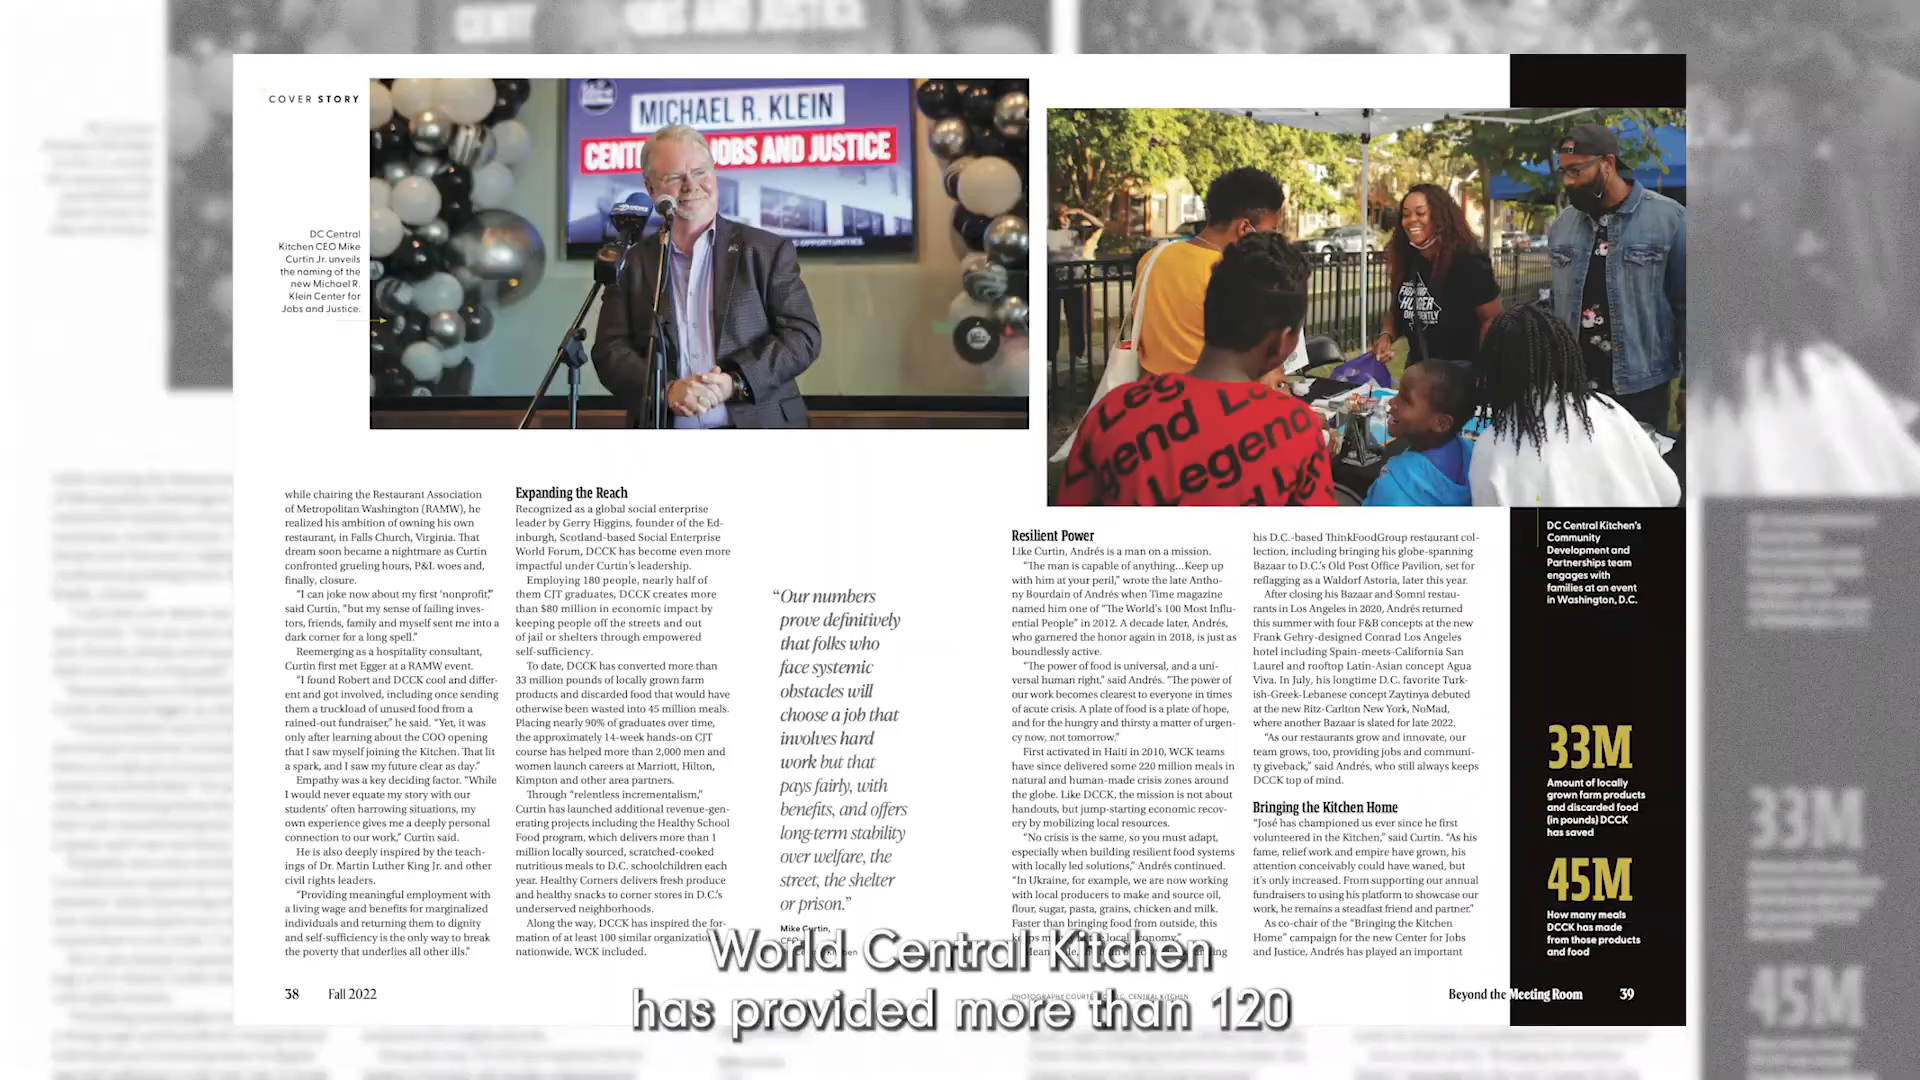 COVER STORY
MICHAEL R. KLEIN
JOBS AND JUSTICE
DC Central
Kitchen CEO Mike
Curtin Jr. unveils
the naming of the
new Michael R.
Klein Center for
Jobs and Justice.
while chairing the Restaurant Association
of Metropolitan Washington (RAMW), he
realized his ambition of owning his own
restaurant, in Falls Church, Virginia. That
dream soon became a nightmare as Curtin
confronted grueling hours, P&L woes and,
finally, closure.
"I can joke now about my first 'nonprofit,'"
said Curtin, "but my sense of failing inves-
tors, friends, family and myself sent me into a
dark corner for a long spell."
Reemerging as a hospitality consultant,
Curtin first met Egger at a RAMW event.
"I found Robert and DCCK cool and differ-
ent and got involved, including once sending
them a truckload of unused food from a
rained-out fundraiser," he said. "Yet, it was
only after learning about the COO opening
that I saw myself joining the Kitchen. That lit
a spark, and I saw my future clear as day."
Empathy was a key deciding factor. "While
I would never equate my story with our
students' often harrowing situations, my
own experience gives me a deeply personal
connection to our work," Curtin said.
He is also deeply inspired by the teach-
ings of Dr. Martin Luther King Jr. and other
civil rights leaders.
"Providing meaningful employment with
a living wage and benefits for marginalized
individuals and returning them to dignity
and self-sufficiency is the only way to break
the poverty that underlies all other ills."
Expanding the Reach
Recognized as a global social enterprise
leader by Gerry Higgins, founder of the Ed-
inburgh, Scotland-based Social Enterprise
World Forum, DCCK has become even more
impactful under Curtin's leadership.
Employing 180 people, nearly half of
them CJT graduates, DCCK creates more
than $80 million in economic impact by
keeping people off the streets and out
of jail or shelters through empowered
self-sufficiency.
To date, DCCK has converted more than
33 million pounds of locally grown farm
products and discarded food that would have
otherwise been wasted into 45 million meals.
Placing nearly 90% of graduates over time,
the approximately 14-week hands-on CJT
course has helped more than 2,000 men and
women launch careers at Marriott, Hilton,
Kimpton and other area partners.
Through "relentless incrementalism,"
Curtin has launched additional revenue-gen-
erating projects including the Healthy School
Food program, which delivers more than 1
million locally sourced, scratched-cooked
nutritious meals to D.C. schoolchildren each
year. Healthy Corners delivers fresh produce
and healthy snacks to corner stores in D.C.'s
underserved neighborhoods.
Along the way, DCCK has inspired the for-
mation of at least 100 similar organizatio
nationwide. WCK included.
"Our numbers
prove definitively
that folks who
face systemic
obstacles will
choose a job that
involves hard
work but that
pays fairly, with
benefits, and offers
long-term stability
over welfare, the
street, the shelter
or prison."
Mike Curtin,
Legend
Legend
FIGHTING
HUNGER
DIFFERENTLY
Resilient Power
Like Curtin, Andrés is a man on a mission.
"The man is capable of anything...Keep up
with him at your peril," wrote the late Antho-
ny Bourdain of Andrés when Time magazine
named him one of "The World's 100 Most Influ-
ential People" in 2012. A decade later, Andrés,
who garnered the honor again in 2018, is just as
boundlessly active.
"The power of food is universal, and a uni-
versal human right," said Andrés. "The power of
our work becomes clearest to everyone in times
of acute crisis. A plate of food is a plate of hope,
and for the hungry and thirsty a matter of urgen-
cy now, not tomorrow."
First activated in Haiti in 2010, WCK teams
have since delivered some 220 million meals in
natural and human-made crisis zones around
the globe. Like DCCK, the mission is not about
handouts, but jump-starting economic recov-
ery by mobilizing local resources.
"No crisis is the same, so you must adapt,
especially when building resilient food systems
with locally led solutions," Andrés continued.
"In Ukraine, for example, we are now working
with local producers to make and source oil,
flour, sugar, pasta, grains, chicken and milk.
Faster than bringing food from outside, this
his D.C.-based ThinkFoodGroup restaurant col-
lection, including bringing his globe-spanning
Bazaar to D.C.'s Old Post Office Pavilion, set for
reflagging as a Waldorf Astoria, later this year.
After closing his Bazaar and Somni restau-
rants in Los Angeles in 2020, Andrés returned
this summer with four F&B concepts at the new
Frank Gehry-designed Conrad Los Angeles
hotel including Spain-meets-California San
Laurel and rooftop Latin-Asian concept Agua
Viva. In July, his longtime D.C. favorite Turk-
ish-Greek-Lebanese concept Zaytinya debuted
at the new Ritz-Carlton New York, NoMad,
where another Bazaar is slated for late 2022.
"As our restaurants grow and innovate, our
team grows, too, providing jobs and communi-
ty giveback," said Andrés, who still always keeps
DCCK top of mind.
Bringing the Kitchen Home
"José has championed us ever since he first
volunteered in the Kitchen," said Curtin. "As his
fame, relief work and empire have grown, his
attention conceivably could have waned, but
it's only increased. From supporting our annual
fundraisers to using his platform to showcase our
work, he remains a steadfast friend and partner."
As co-chair of the "Bringing the Kitchen
Home" campaign for the new Center for Jobs
and Justice, Andrés has played an important
DC Central Kitchen's
Community
Development and
Partnerships team
engages with
families at an event
in Washington, D.C.
33M
Amount of locally
grown farm products
and discarded food
(in pounds) DCCK
has saved
45M
How many meals
DCCK has made
from those products
and food
38 Fall 2022
Beyond the Meeting Room 39
World Central Kitchen
has provided more than 120